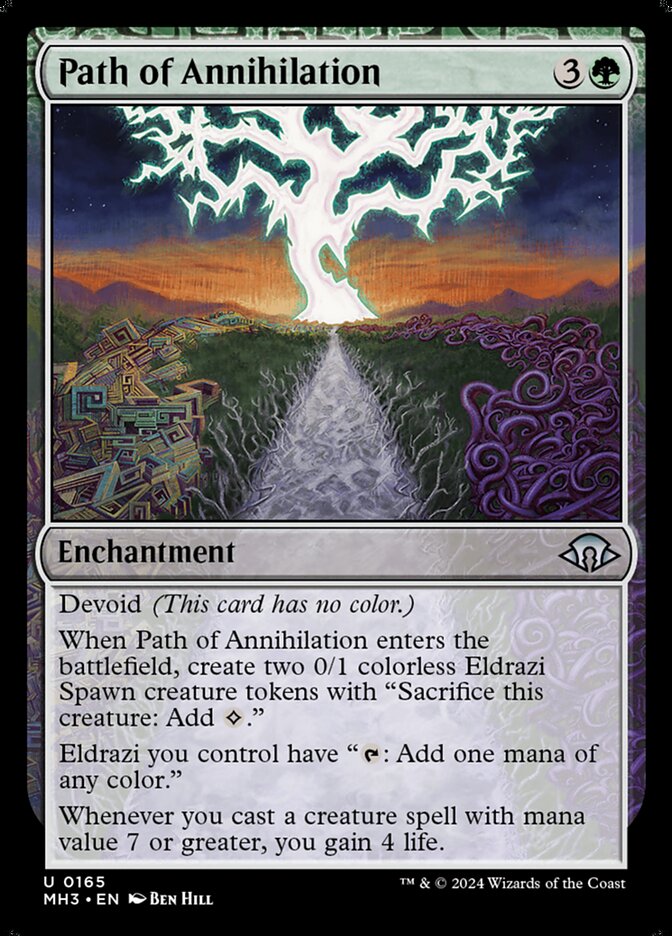 Path of Annihilation 3
Enchantment
Devoid (This card has no color.)
When Path of Annihilation enters the
battlefield, create two 0/1 colorless Eldrazi
Spawn creature tokens with “Sacrifice this
creature: Add .”
Eldrazi you control have “: Add one mana of
any color.”
Whenever you cast a creature spell with mana
value 7 or greater, you gain 4 life.
U 0165
MH3 • EN Ben Hill
™ & © 2024 Wizards of the Coast